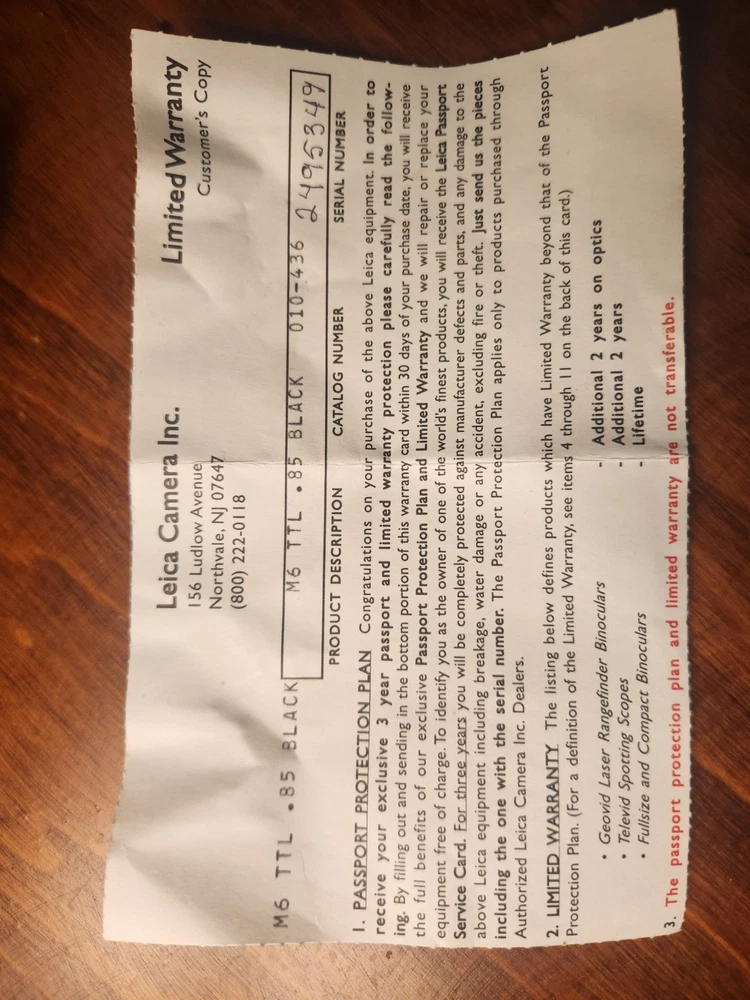 Leica Camera Inc.
156 Ludlow Avenue
Northvale, NJ 07647
(800) 222-0118
Limited Warranty
Customer's Copy
M6 TTL .85 BLACK
M6 TTL .85 BLACK 010-436 2495349
PRODUCT DESCRIPTION CATALOG NUMBER SERIAL NUMBER
1. PASSPORT PROTECTION PLAN Congratulations on your purchase of the above Leica equipment. In order to
receive your exclusive 3 year passport and limited warranty protection please carefully read the follow-
ing. By filling out and sending in the bottom portion of this warranty card within 30 days of your purchase date, you will receive
the full benefits of our exclusive Passport Protection Plan and Limited Warranty and we will repair or replace your
equipment free of charge. To identify you as the owner of one of the world's finest products, you will receive the Leica Passport
Service Card. For three years you will be completely protected against manufacturer defects and parts, and any damage to the
above Leica equipment including breakage, water damage or any accident, excluding fire or theft. Just send us the pieces
including the one with the serial number. The Passport Protection Plan applies only to products purchased through
Authorized Leica Camera Inc. Dealers.
2. LIMITED WARRANTY The listing below defines products which have Limited Warranty beyond that of the Passport
Protection Plan. (For a definition of the Limited Warranty, see items 4 through 11 on the back of this card.)
• Geovid Laser Rangefinder Binoculars - Additional 2 years on optics
• Televid Spotting Scopes - Additional 2 years
• Fullsize and Compact Binoculars - Lifetime
3. The passport protection plan and limited warranty are not transferable.